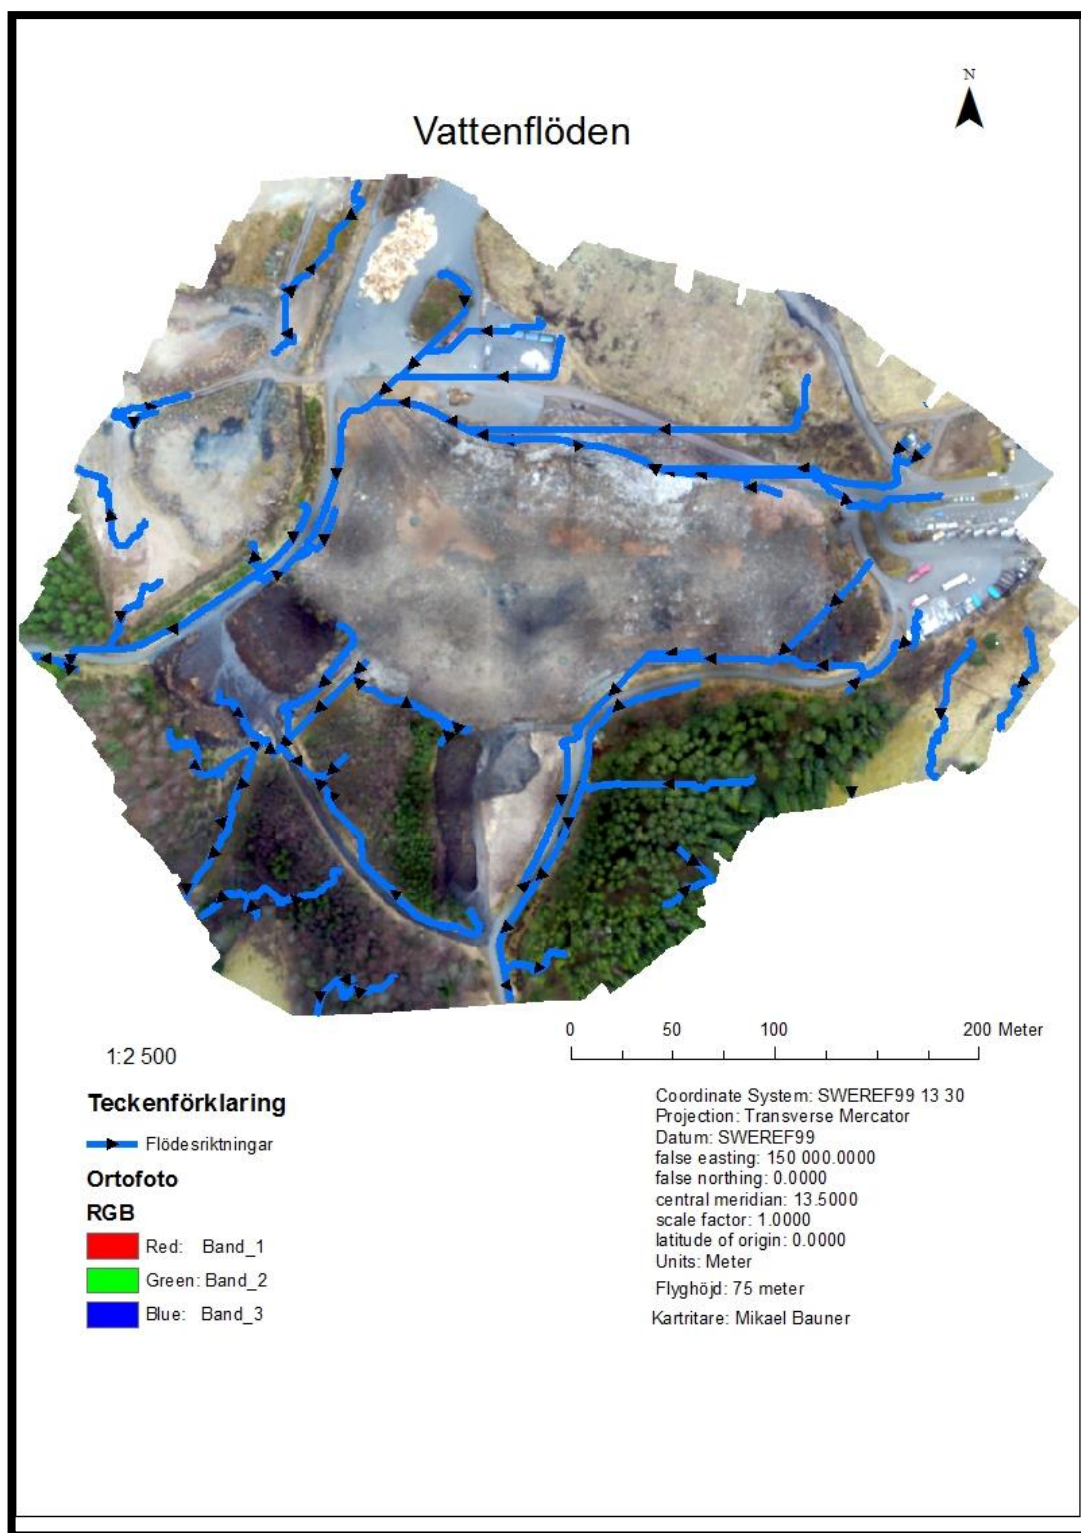 N
Vattenflöden
0 50 100 200 Meter
1:2 500
Teckenförklaring
Flödesriktningar
Ortofoto
RGB
Red: Band_1
Green: Band_2
Blue: Band_3
Coordinate System: SWEREF99 13 30
Projection: Transverse Mercator
Datum: SWEREF99
false easting: 150 000.0000
false northing: 0.0000
central meridian: 13.5000
scale factor: 1.0000
latitude of origin: 0.0000
Units: Meter
Flyghöjd: 75 meter
Kartritare: Mikael Bauner